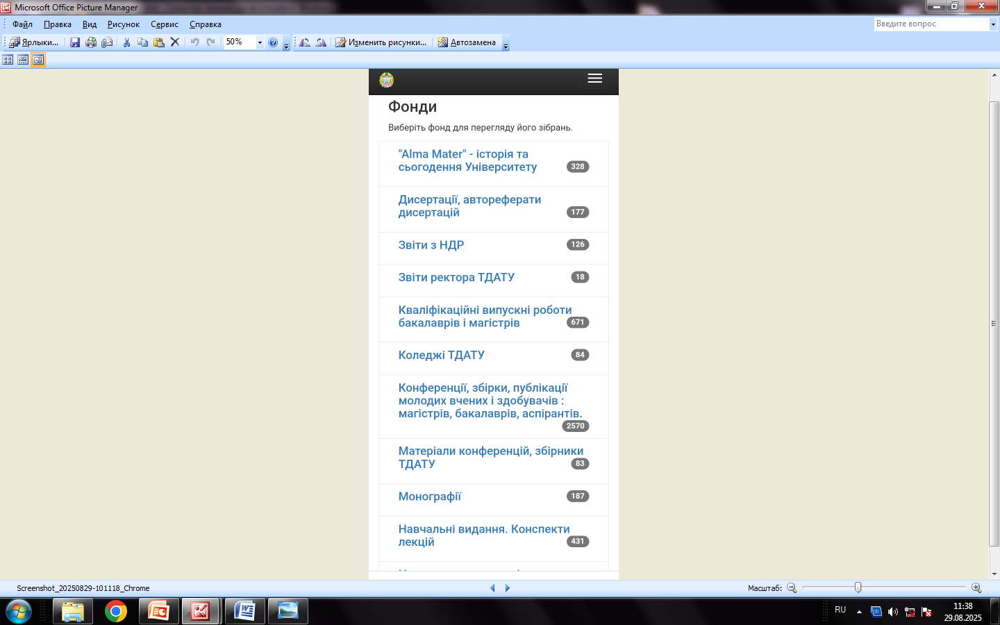 Microsoft Office Picture Manager
Файл Правка Вид Рисунок Сервис Справка
Введите вопрос
Ярлыки... 50% Изменить рисунки... Автозамена
Фонди
Виберіть фонд для перегляду його зібрань.
"Alma Mater" - історія та
сьогодення Університету 328
Дисертації, автореферати
дисертацій 177
Звіти з НДР 126
Звіти ректора ТДАТУ 18
Кваліфікаційні випускні роботи
бакалаврів і магістрів 671
Коледжі ТДАТУ 84
Конференції, збірки, публікації
молодих вчених і здобувачів :
магістрів, бакалаврів, аспірантів.
2570
Матеріали конференцій, збірники
ТДАТУ 83
Монографії 187
Навчальні видання. Конспекти
лекцій 431
Screenshot_20250829-101118_Chrome
Масштаб:
RU
11:38
29.08.2025